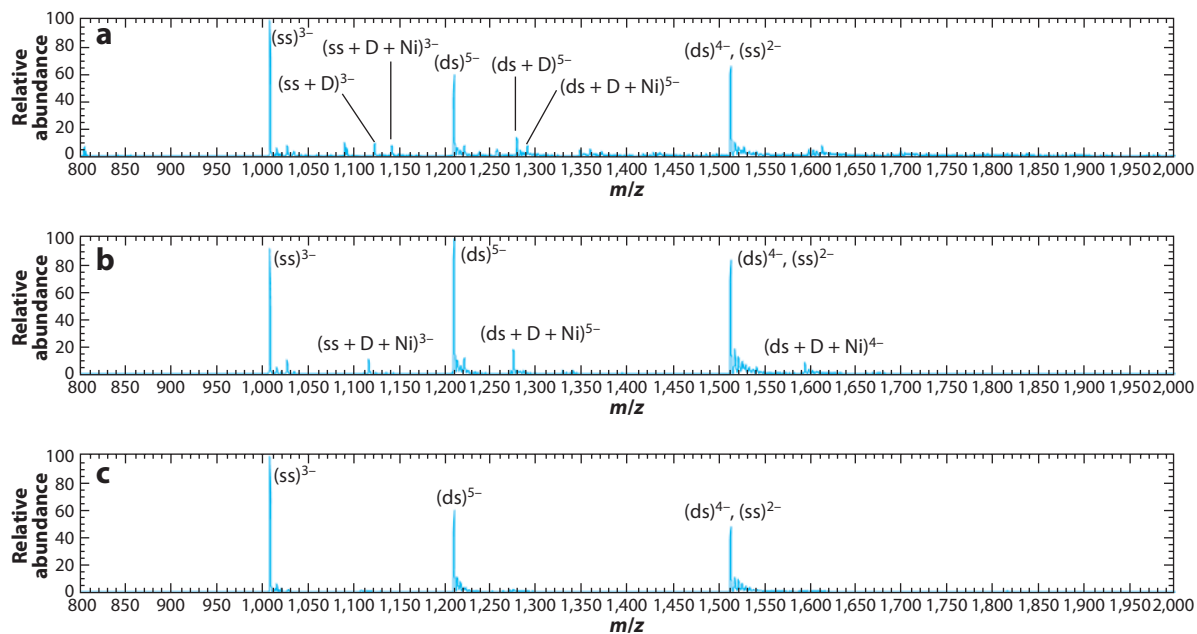 a
Relative
abundance
100
80
60
40
20
0
(ss)3–
(ss + D)3–
(ss + D + Ni)3–
(ds)5–
(ds + D)5–
(ds + D + Ni)5–
(ds)4–, (ss)2–
800 850 900 950 1,000 1,050 1,100 1,150 1,200 1,250 1,300 1,350 1,400 1,450 1,500 1,550 1,600 1,650 1,700 1,750 1,800 1,850 1,900 1,950 2,000
m/z
b
Relative
abundance
100
80
60
40
20
0
(ss)3–
(ss + D + Ni)3–
(ds)5–
(ds + D + Ni)5–
(ds)4–, (ss)2–
(ds + D + Ni)4–
800 850 900 950 1,000 1,050 1,100 1,150 1,200 1,250 1,300 1,350 1,400 1,450 1,500 1,550 1,600 1,650 1,700 1,750 1,800 1,850 1,900 1,950 2,000
m/z
c
Relative
abundance
100
80
60
40
20
0
(ss)3–
(ds)5–
(ds)4–, (ss)2–
800 850 900 950 1,000 1,050 1,100 1,150 1,200 1,250 1,300 1,350 1,400 1,450 1,500 1,550 1,600 1,650 1,700 1,750 1,800 1,850 1,900 1,950 2,000
m/z